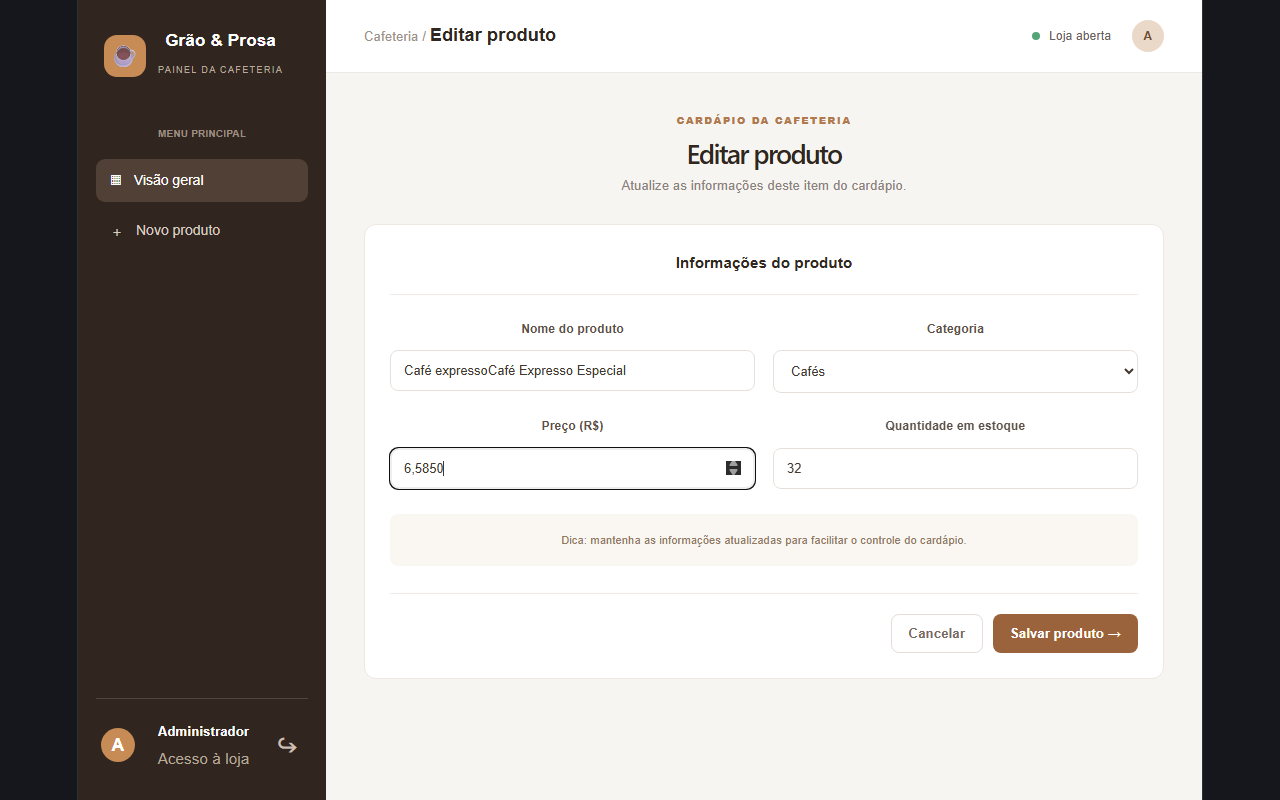 Grão & Prosa
PAINEL DA CAFETERIA
MENU PRINCIPAL
Visão geral
+ Novo produto
A Administrador
Acesso à loja
Cafeteria / Editar produto
Loja aberta A
CARDÁPIO DA CAFETERIA
Editar produto
Atualize as informações deste item do cardápio.
Informações do produto
Nome do produto
Café expressoCafé Expresso Especial
Categoria
Cafés
Preço (R$)
6,5850
Quantidade em estoque
32
Dica: mantenha as informações atualizadas para facilitar o controle do cardápio.
Cancelar
Salvar produto →